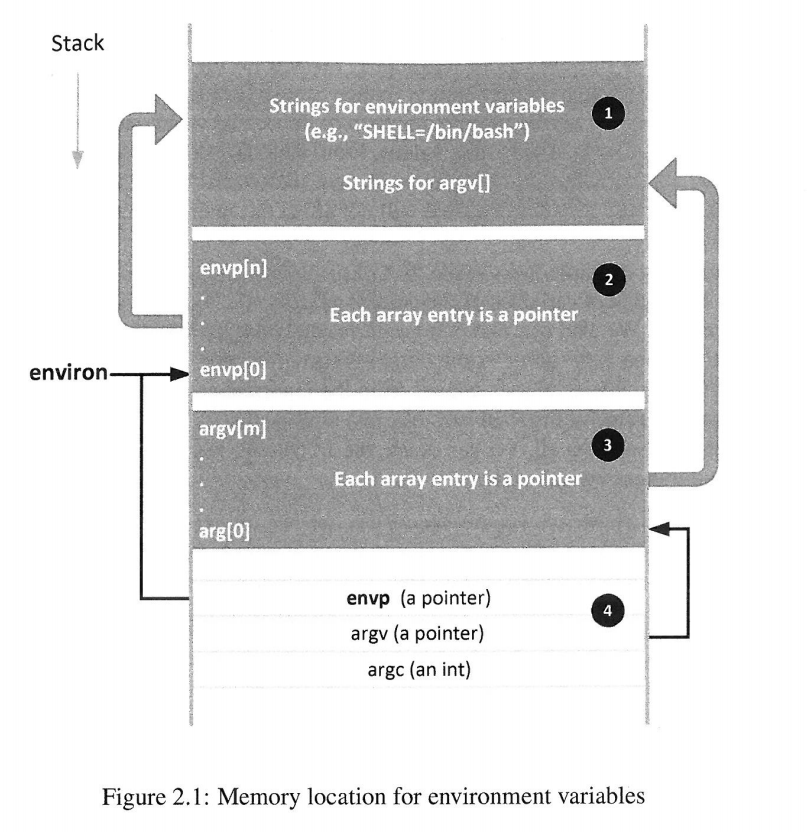 Stack
Strings for environment variables
(e.g., “SHELL=/bin/bash”)
1
Strings for argv[]
envp[n]
.
.
.
2
Each array entry is a pointer
environ
envp[0]
argv[m]
.
.
.
3
Each array entry is a pointer
arg[0]
envp (a pointer)
4
argv (a pointer)
argc (an int)
Figure 2.1: Memory location for environment variables